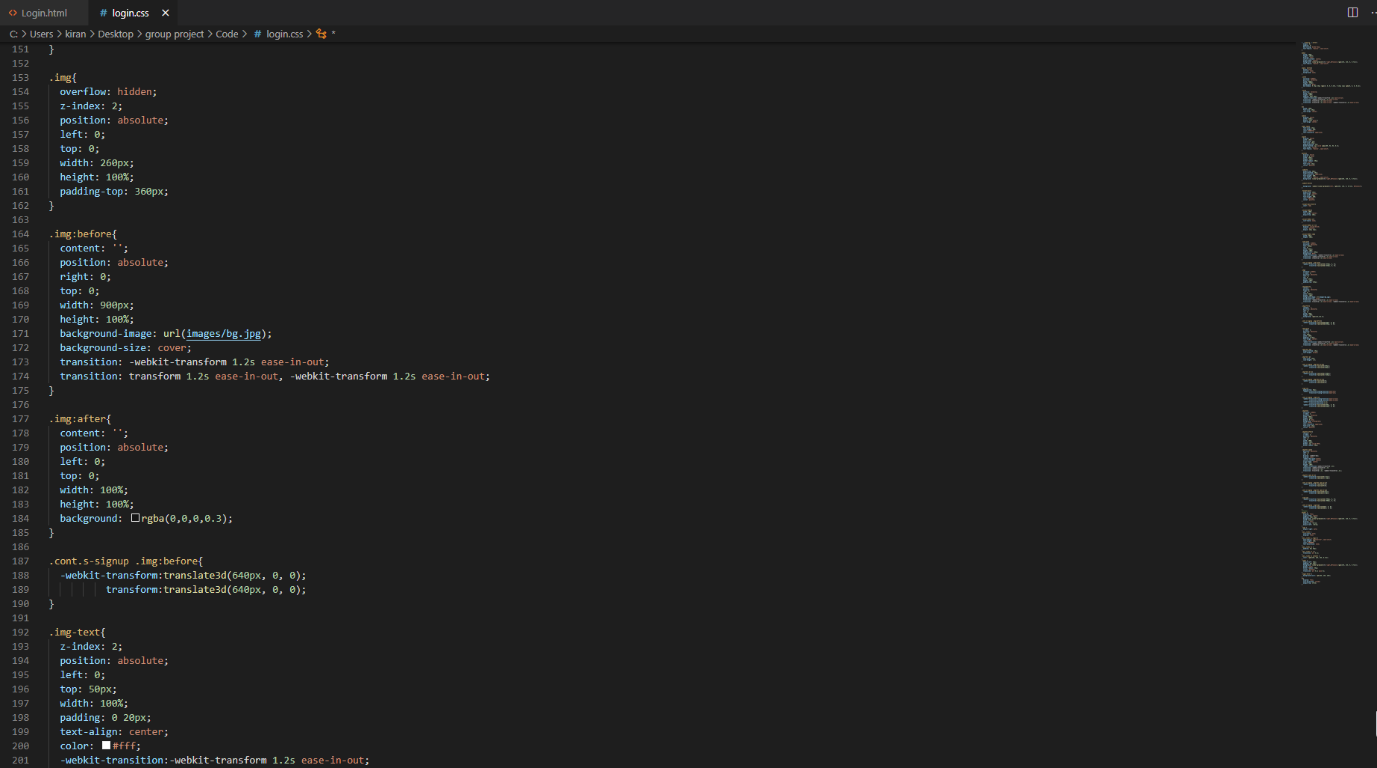 Login.html
# login.css ×
C: > Users > kiran > Desktop > group project > Code > # login.css > *
151 }
152
153 .img{
154 overflow: hidden;
155 z-index: 2;
156 position: absolute;
157 left: 0;
158 top: 0;
159 width: 260px;
160 height: 100%;
161 padding-top: 360px;
162 }
163
164 .img:before{
165 content: '';
166 position: absolute;
167 right: 0;
168 top: 0;
169 width: 900px;
170 height: 100%;
171 background-image: url(images/bg.jpg);
172 background-size: cover;
173 transition: -webkit-transform 1.2s ease-in-out;
174 transition: transform 1.2s ease-in-out, -webkit-transform 1.2s ease-in-out;
175 }
176
177 .img:after{
178 content: '';
179 position: absolute;
180 left: 0;
181 top: 0;
182 width: 100%;
183 height: 100%;
184 background: rgba(0,0,0,0.3);
185 }
186
187 .cont.s-signup .img:before{
188 -webkit-transform:translate3d(640px, 0, 0);
189 transform:translate3d(640px, 0, 0);
190 }
191
192 .img-text{
193 z-index: 2;
194 position: absolute;
195 left: 0;
196 top: 50px;
197 width: 100%;
198 padding: 0 20px;
199 text-align: center;
200 color: #fff;
201 -webkit-transition:-webkit-transform 1.2s ease-in-out;